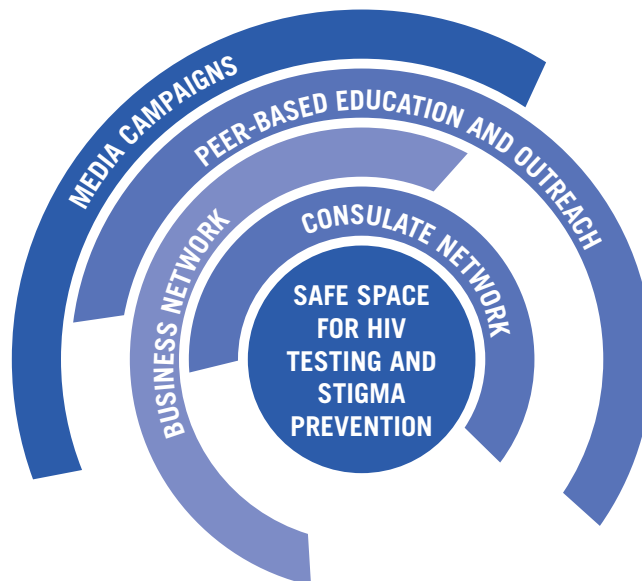 MEDIA CAMPAIGNS
PEER-BASED EDUCATION AND OUTREACH
BUSINESS NETWORK
CONSULATE NETWORK
SAFE SPACE
FOR HIV
TESTING AND
STIGMA
PREVENTION